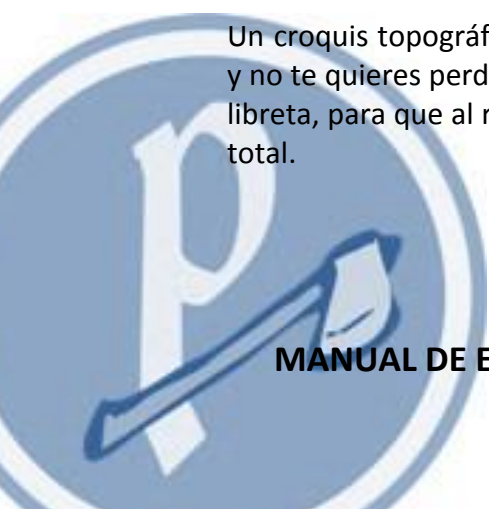 Un croquis topográf
y no te quieres perd
libreta, para que al r
total.
p
MANUAL DE E